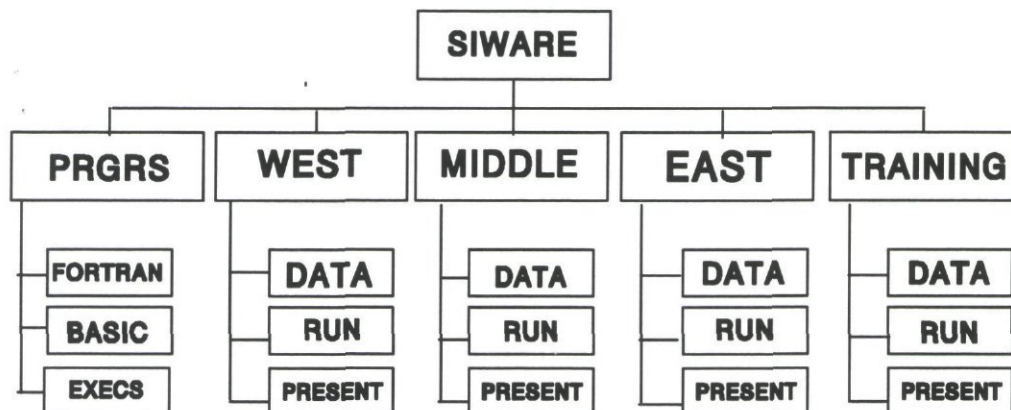 SIWARE
PRGRS WEST MIDDLE EAST TRAINING
FORTRAN DATA DATA DATA DATA
BASIC RUN RUN RUN RUN
EXECS PRESENT PRESENT PRESENT PRESENT